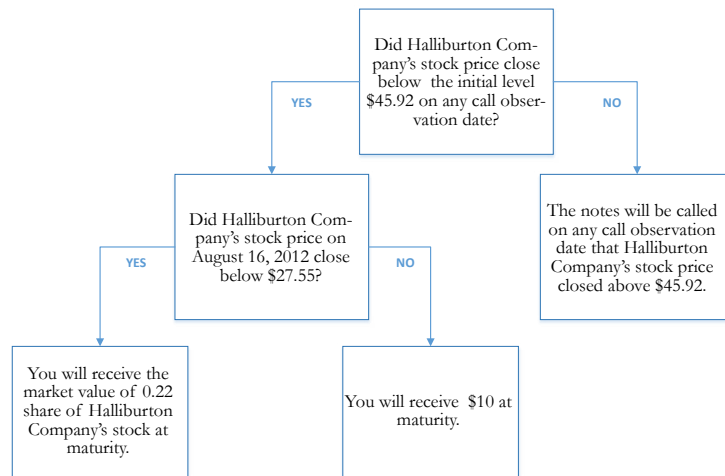 Did Halliburton Com-
pany's stock price close
below the initial level
$45.92 on any call obser-
vation date?
YES
NO
Did Halliburton Com-
pany's stock price on
August 16, 2012 close
below $27.55?
The notes will be called
on any call observation
date that Halliburton
Company's stock price
closed above $45.92.
YES
NO
You will receive the
market value of 0.22
share of Halliburton
Company's stock at
maturity.
You will receive $10 at
maturity.